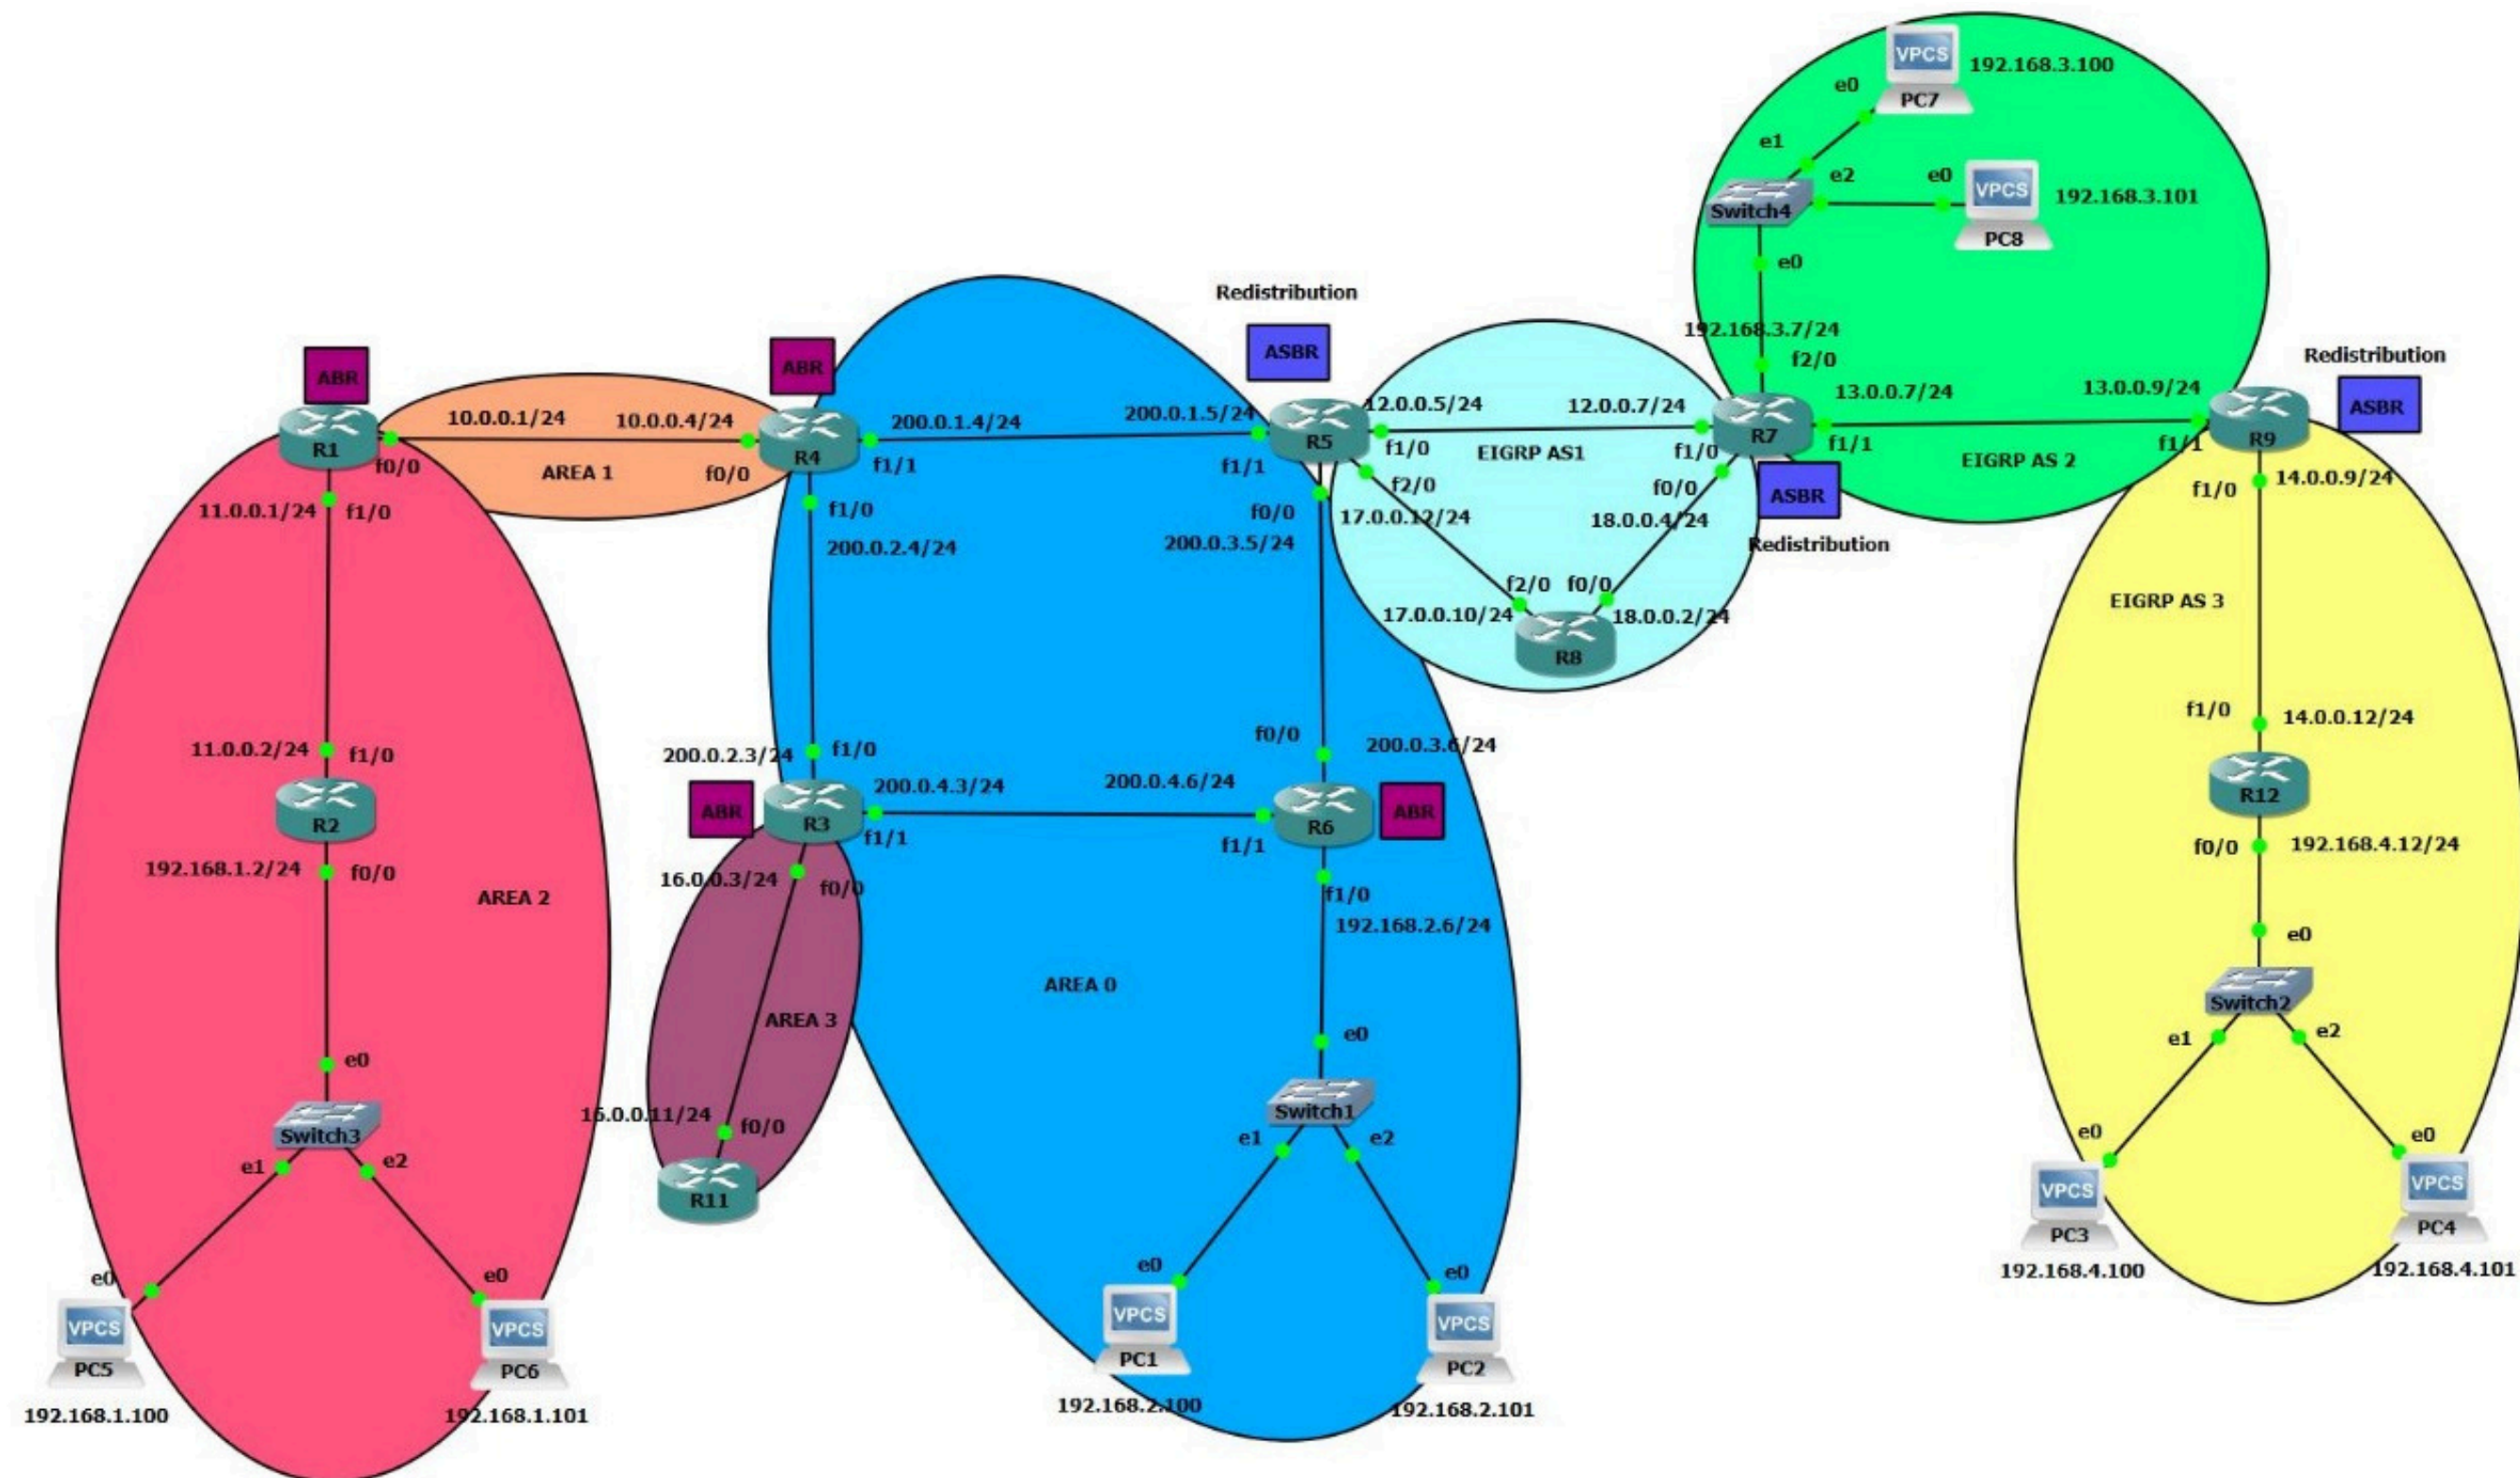 VPCS
192.168.3.100
e0
PC7
e1
e2
e0
VPCS
192.168.3.101
Switch4
PC8
e0
Redistribution
192.168.3.7/24
f2/0
ASBR
Redistribution
ABR
ABR
ASBR
13.0.0.7/24
13.0.0.9/24
10.0.0.1/24
10.0.0.4/24
200.0.1.4/24
200.0.1.5/24
12.0.0.5/24
12.0.0.7/24
R1
f0/0
AREA 1
f0/0
R4
f1/1
f1/1
R5
f1/0
EIGRP AS1
f1/0
R7
f1/1
EIGRP AS 2
f1/1
R9
11.0.0.1/24
f1/0
f1/0
200.0.2.4/24
f0/0
200.0.3.5/24
f2/0
17.0.0.12/24
f0/0
18.0.0.4/24
ASBR
Redistribution
14.0.0.9/24
f1/0
f2/0
f0/0
17.0.0.10/24
18.0.0.2/24
R8
EIGRP AS 3
11.0.0.2/24
f1/0
200.0.2.3/24
f1/0
f0/0
200.0.3.6/24
f1/0
14.0.0.12/24
R2
ABR
R3
200.0.4.3/24
200.0.4.6/24
f1/1
f1/1
R6
ABR
R12
192.168.1.2/24
f0/0
16.0.0.3/24
f0/0
f1/0
192.168.2.6/24
f0/0
192.168.4.12/24
AREA 2
AREA 3
AREA 0
e0
e0
e0
Switch3
16.0.0.11/24
f0/0
Switch1
Switch2
e1
e2
R11
e1
e2
e1
e2
e0
e0
e0
e0
e0
e0
VPCS
VPCS
VPCS
VPCS
VPCS
VPCS
PC5
PC6
PC1
PC2
PC3
PC4
192.168.1.100
192.168.1.101
192.168.2.100
192.168.2.101
192.168.4.100
192.168.4.101